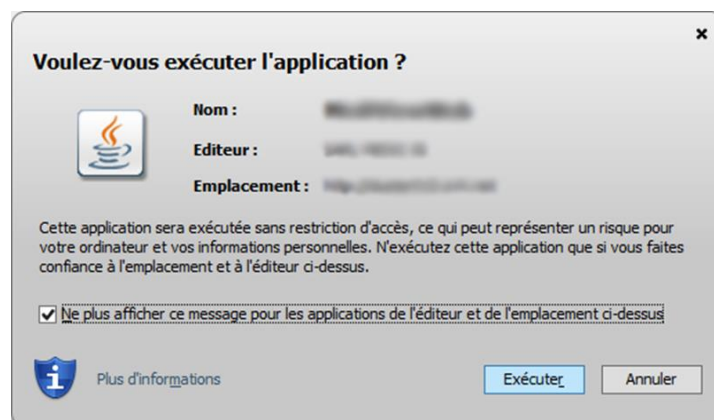 Voulez-vous exécuter l'application ?
Nom :
Editeur :
Emplacement :
Cette application sera exécutée sans restriction d'accès, ce qui peut représenter un risque pour
votre ordinateur et vos informations personnelles. N'exécutez cette application que si vous faites
confiance à l'emplacement et à l'éditeur ci-dessus.
Ne plus afficher ce message pour les applications de l'éditeur et de l'emplacement ci-dessus
Plus d'informations
Exécuter
Annuler